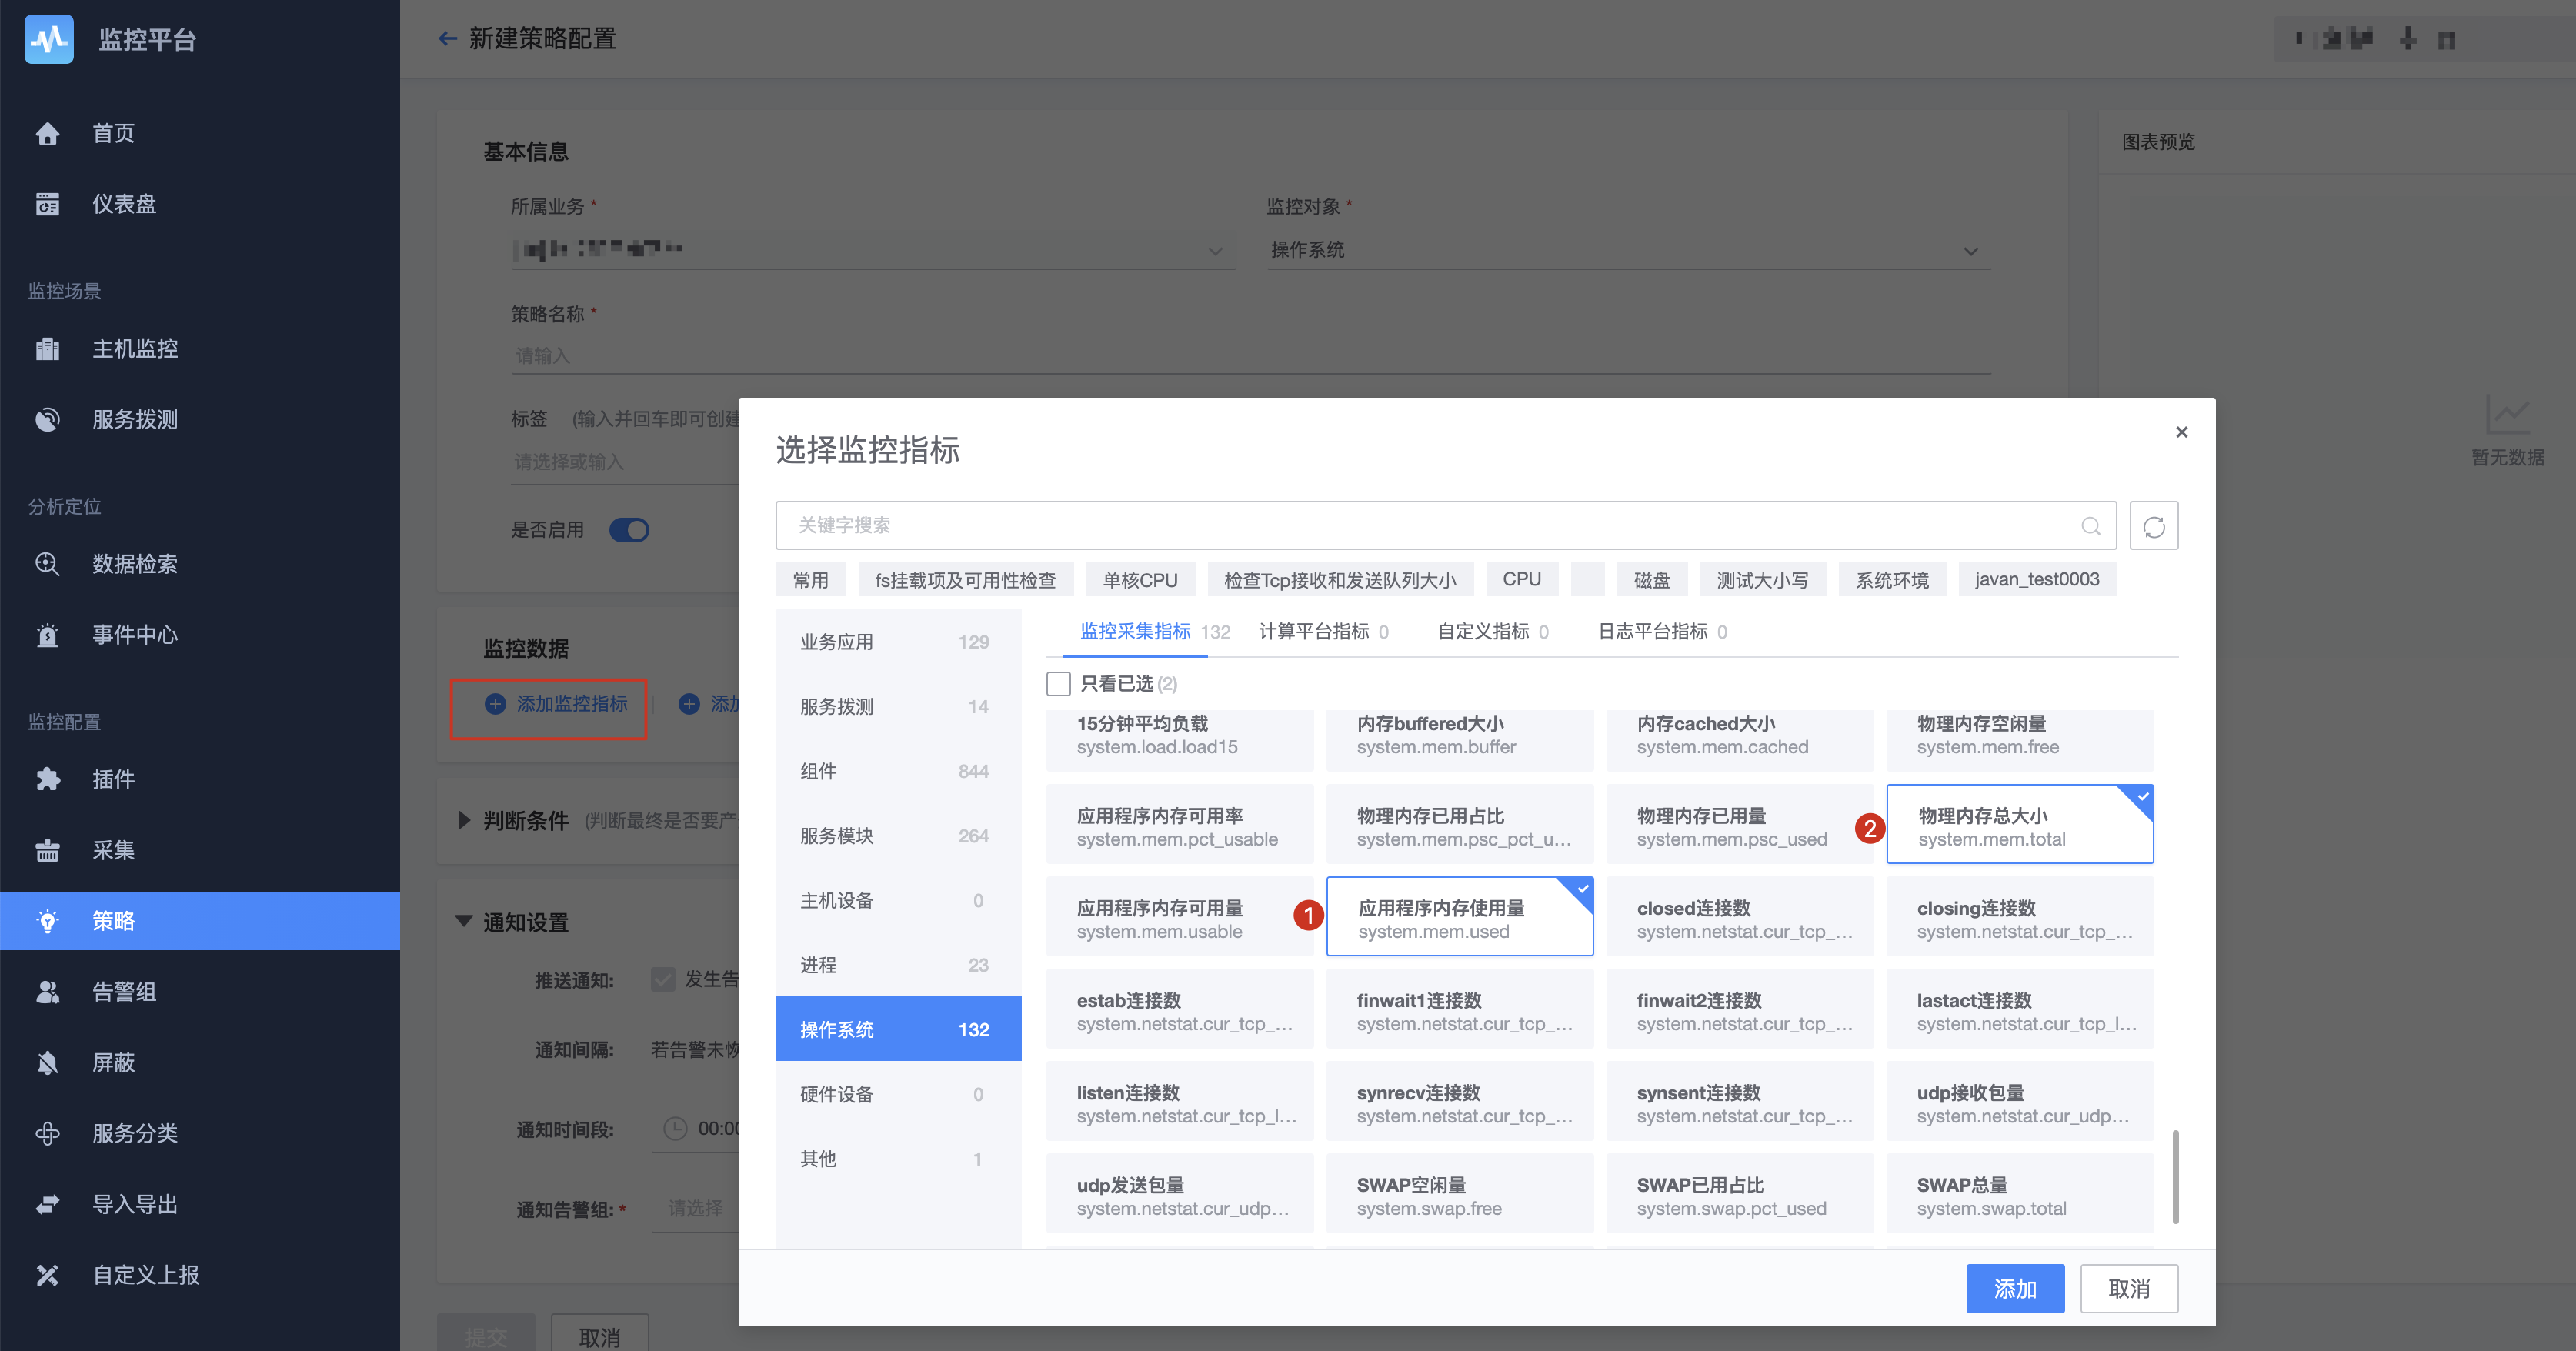 监控平台
首页
仪表盘
监控场景
主机监控
服务拨测
分析定位
数据检索
事件中心
监控配置
插件
采集
策略
告警组
屏蔽
服务分类
导入导出
自定义上报
新建策略配置
基本信息
所属业务 *
监控对象 *
操作系统
策略名称 *
请输入
标签 (输入并回车即可创建
请选择或输入
是否启用
监控数据
添加监控指标 | 添加
判断条件 (判断最终是否要产
通知设置
推送通知: 发生告
通知间隔: 若告警未恢
通知时间段: 00:00
通知告警组: * 请选择
提交 取消
图表预览
暂无数据
选择监控指标
关键字搜索
常用 fs挂载项及可用性检查 单核CPU 检查Tcp接收和发送队列大小 CPU 磁盘 测试大小写 系统环境 javan_test0003
业务应用 129
服务拨测 14
组件 844
服务模块 264
主机设备 0
进程 23
操作系统 132
硬件设备 0
其他 1
监控采集指标 132 计算平台指标 0 自定义指标 0 日志平台指标 0
只看已选 (2)
15分钟平均负载 内存buffered大小 内存cached大小 物理内存空闲量
system.load.load15 system.mem.buffer system.mem.cached system.mem.free
应用程序内存可用率 物理内存已用占比 物理内存已用量 2 物理内存总大小
system.mem.pct_usable system.mem.psc_pct_u... system.mem.psc_used system.mem.total
应用程序内存可用量 1 应用程序内存使用量 closed连接数 closing连接数
system.mem.usable system.mem.used system.netstat.cur_tcp_... system.netstat.cur_tcp_...
estab连接数 finwait1连接数 finwait2连接数 lastact连接数
system.netstat.cur_tcp_... system.netstat.cur_tcp_... system.netstat.cur_tcp_... system.netstat.cur_tcp_l...
listen连接数 synrecv连接数 synsent连接数 udp接收包量
system.netstat.cur_tcp_l... system.netstat.cur_tcp_... system.netstat.cur_tcp_... system.netstat.cur_udp...
udp发送包量 SWAP空闲量 SWAP已用占比 SWAP总量
system.netstat.cur_udp... system.swap.free system.swap.pct_used system.swap.total
添加 取消